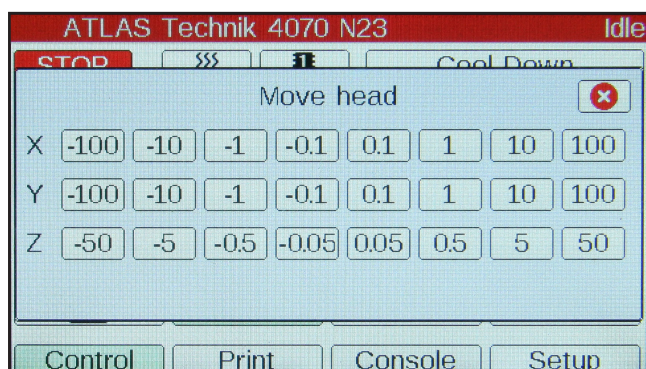 ATLAS Technik 4070 N23 Idle
STOP 1 Cool Down
Move head
X -100 -10 -1 -0.1 0.1 1 10 100
Y -100 -10 -1 -0.1 0.1 1 10 100
Z -50 -5 -0.5 -0.05 0.05 0.5 5 50
Control Print Console Setup